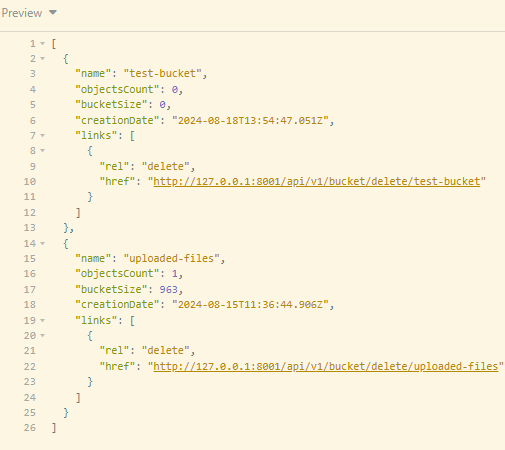 Preview
1 [
2 {
3 "name": "test-bucket",
4 "objectsCount": 0,
5 "bucketSize": 0,
6 "creationDate": "2024-08-18T13:54:47.051Z",
7 "links": [
8 {
9 "rel": "delete",
10 "href": "http://127.0.0.1:8001/api/v1/bucket/delete/test-bucket"
11 }
12 ]
13 },
14 {
15 "name": "uploaded-files",
16 "objectsCount": 1,
17 "bucketSize": 963,
18 "creationDate": "2024-08-15T11:36:44.906Z",
19 "links": [
20 {
21 "rel": "delete",
22 "href": "http://127.0.0.1:8001/api/v1/bucket/delete/uploaded-files"
23 }
24 ]
25 }
26 ]